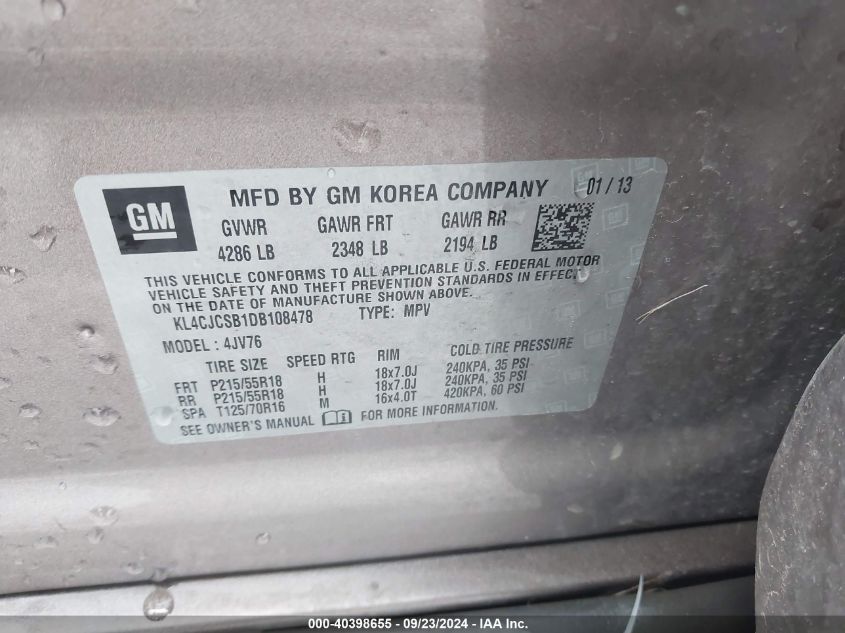 GM
MFD BY GM KOREA COMPANY 01 / 13
GVWR GAWR FRT GAWR RR
4286 LB 2348 LB 2194 LB
THIS VEHICLE CONFORMS TO ALL APPLICABLE U.S. FEDERAL MOTOR
VEHICLE SAFETY AND THEFT PREVENTION STANDARDS IN EFFECT
ON THE DATE OF MANUFACTURE SHOWN ABOVE.
KL4CJCSB1DB108478 TYPE: MPV
MODEL : 4JV76
TIRE SIZE SPEED RTG RIM COLD TIRE PRESSURE
FRT P215/55R18 H 18x7.0J 240KPA, 35 PSI
RR P215/55R18 H 18x7.0J 240KPA, 35 PSI
SPA T125/70R16 M 16x4.0T 420KPA, 60 PSI
SEE OWNER'S MANUAL FOR MORE INFORMATION.
000-40398655 - 09/23/2024 - IAA Inc.